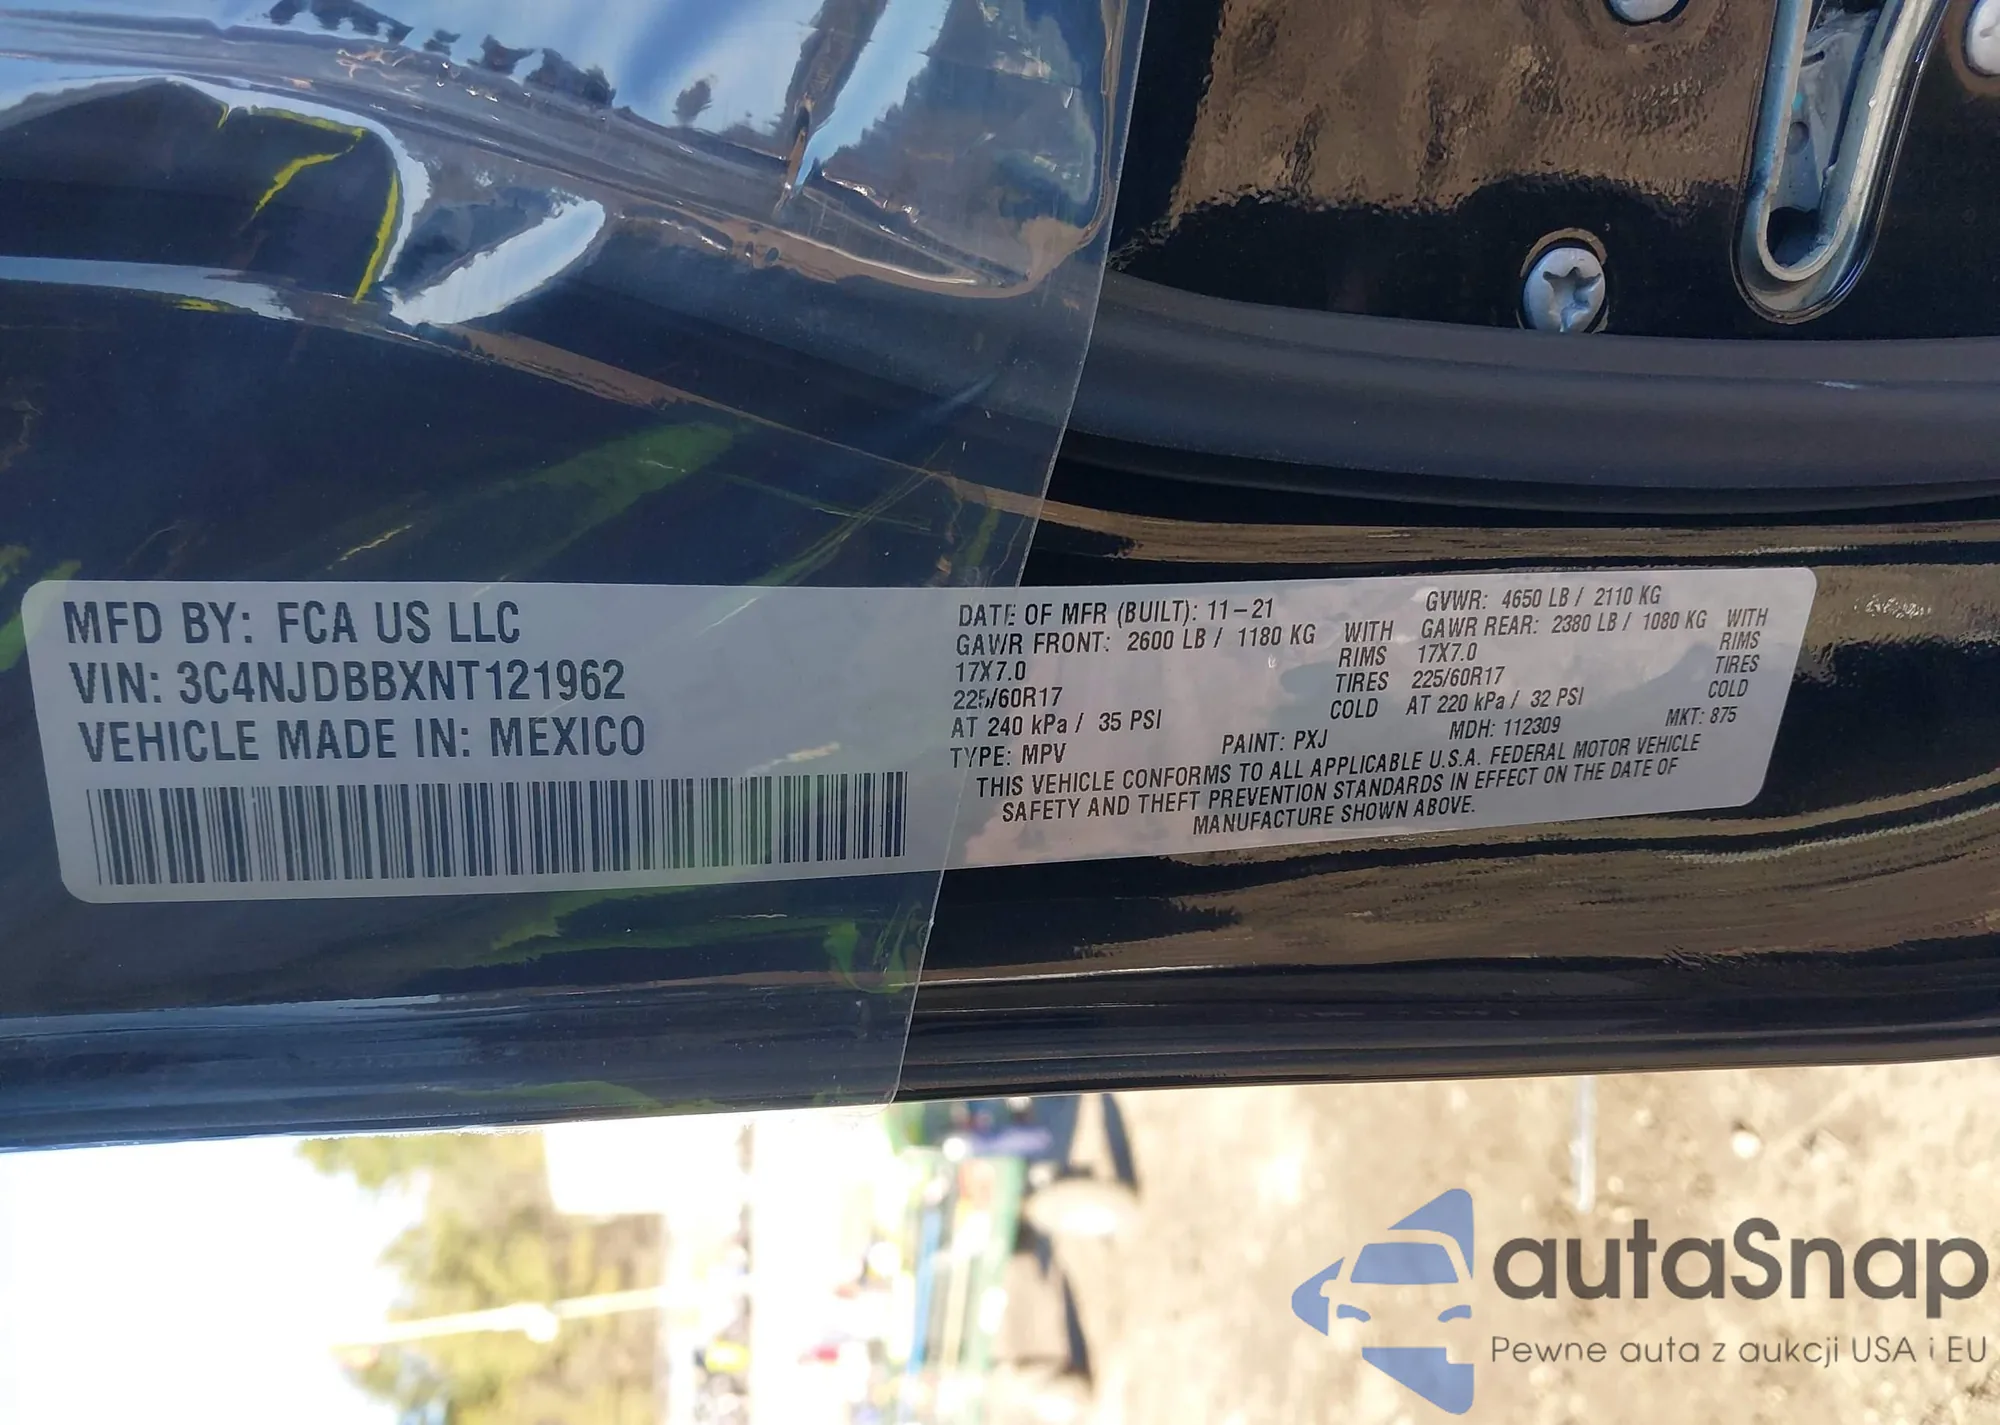 MFD BY: FCA US LLC
VIN: 3C4NJDBBXNT121962
VEHICLE MADE IN: MEXICO
DATE OF MFR (BUILT): 11-21
GVWR: 4650 LB / 2110 KG
GAWR FRONT: 2600 LB / 1180 KG WITH
GAWR REAR: 2380 LB / 1080 KG WITH
17X7.0 RIMS 17X7.0 RIMS
225/60R17 TIRES 225/60R17 TIRES
AT 240 kPa / 35 PSI COLD AT 220 kPa / 32 PSI COLD
TYPE: MPV PAINT: PXJ MDH: 112309 MKT: 875
THIS VEHICLE CONFORMS TO ALL APPLICABLE U.S.A. FEDERAL MOTOR VEHICLE
SAFETY AND THEFT PREVENTION STANDARDS IN EFFECT ON THE DATE OF
MANUFACTURE SHOWN ABOVE.
autaSnap
Pewne auta z aukcji USA i EU